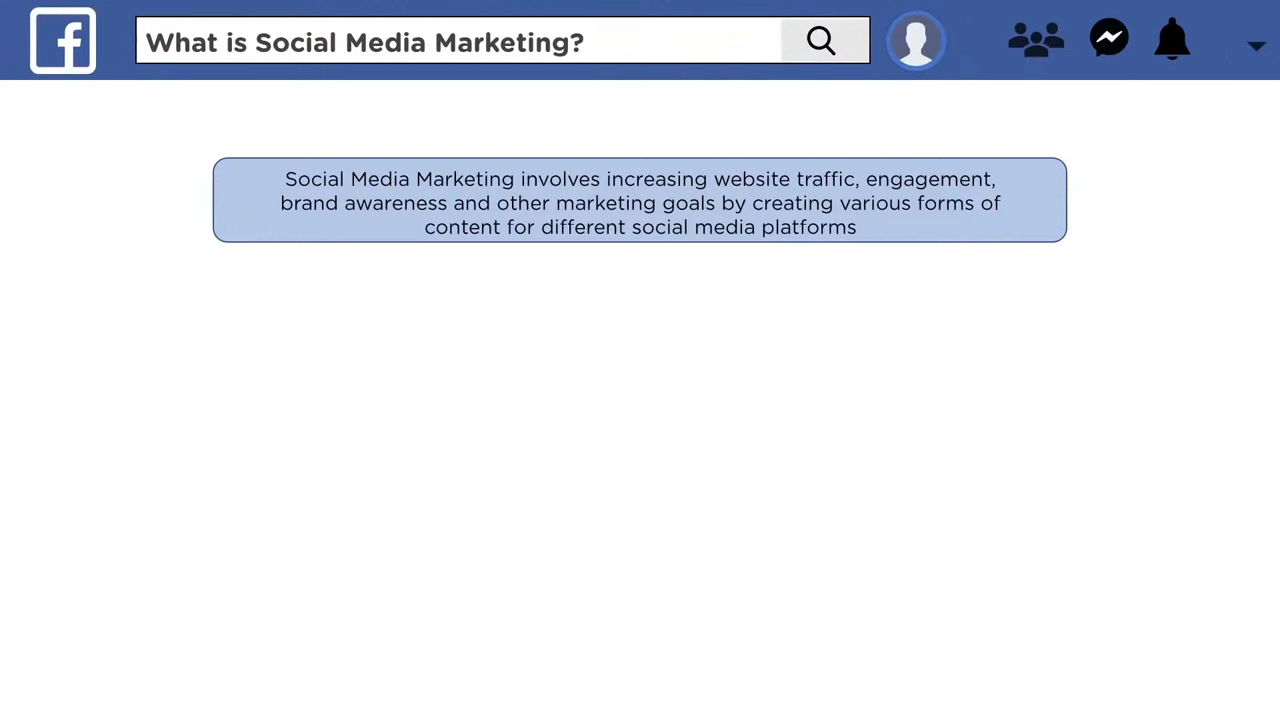 What is Social Media Marketing?
Social Media Marketing involves increasing website traffic, engagement,
brand awareness and other marketing goals by creating various forms of
content for different social media platforms